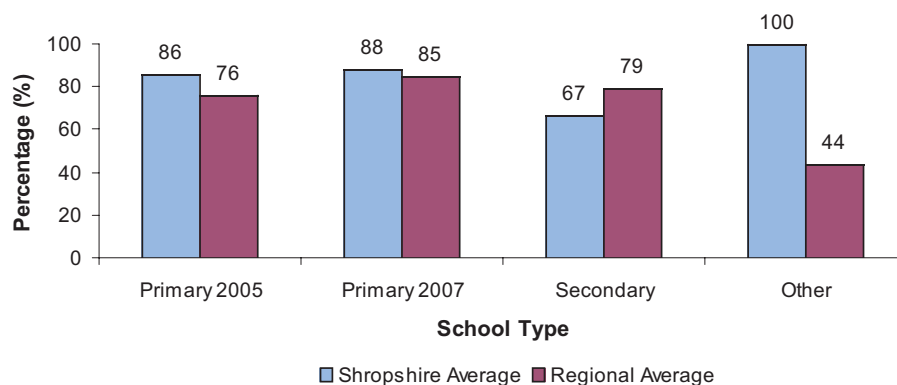 Percentage (%)
100
80
60
40
20
0
86
76
88
85
67
79
100
44
Primary 2005
Primary 2007
Secondary
Other
School Type
Shropshire Average
Regional Average